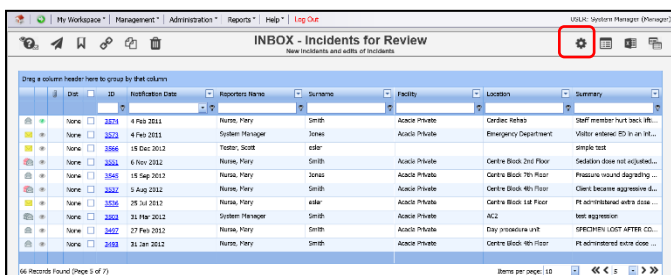 My Workspace Management Administration Reports Help Log Out USER: System Manager (Manager)
INBOX - Incidents for Review
New Incidents and edits of Incidents
Drag a column header here to group by that column
Dist ID Notification Date Reporters Name Surname Facility Location Summary
None 3574 4 Feb 2011 Nurse, Mary Smith Acacia Private Cardiac Rehab Staff member hurt back lift...
None 3573 4 Feb 2011 System Manager Jones Acacia Private Emergency Department Visitor entered ED in an int...
None 3566 15 Dec 2012 Tester, Scott esler simple test
None 3551 6 Nov 2012 Nurse, Mary Smith Acacia Private Centre Block 2nd Floor Sedation dose not adjusted...
None 3545 15 Sep 2012 Nurse, Mary Jones Acacia Private Centre Block 7th Floor Pressure wound degrading ...
None 3537 5 Aug 2012 Nurse, Mary Smith Acacia Private Centre Block 4th Floor Client became aggressive d...
None 3536 25 Jul 2012 Nurse, Mary esler Acacia Private Centre Block 1st Floor Pt administered extra dose ...
None 3503 31 Mar 2012 System Manager Smith Acacia Private AC2 test aggression
None 3497 27 Feb 2012 Nurse, Mary Smith Acacia Private Day procedure unit SPECIMEN LOST AFTER CO...
None 3493 31 Jan 2012 Nurse, Mary Smith Acacia Private Centre Block 4th Floor Pt administered extra dose ...
66 Records Found (Page 5 of 7) Items per page: 10 5